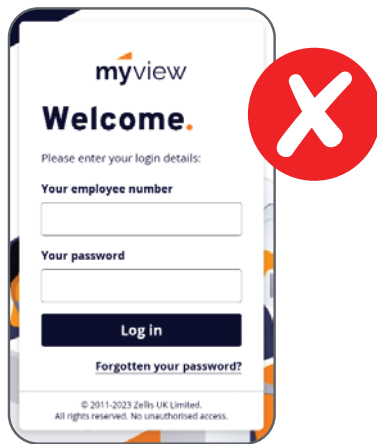 myview
Welcome.
Please enter your login details:
Your employee number
Your password
Log in
Forgotten your password?
© 2011-2023 Zellis UK Limited.
All rights reserved. No unauthorised access.